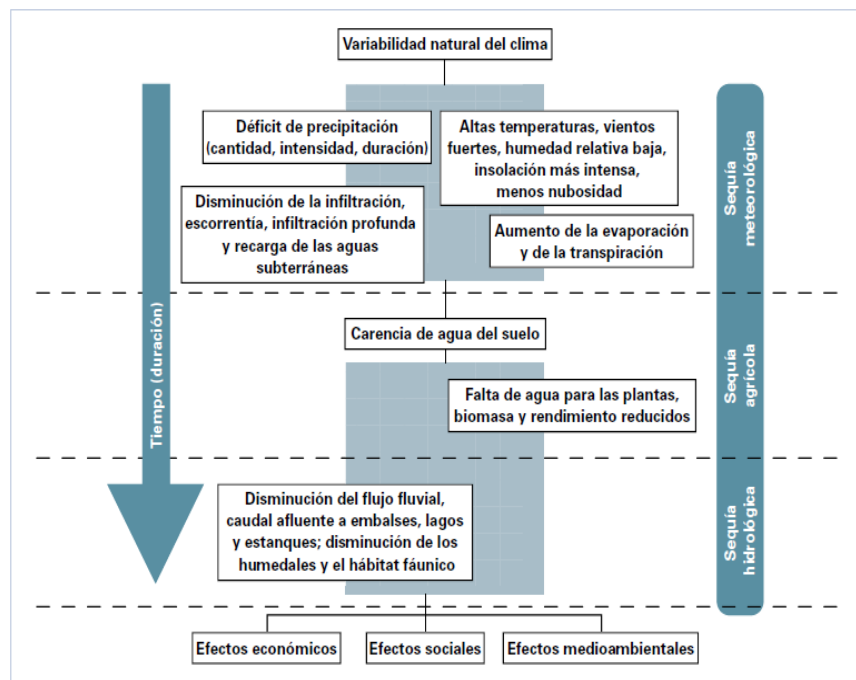 Variabilidad natural del clima
Déficit de precipitación
(cantidad, intensidad, duración)
Altas temperaturas, vientos
fuertes, humedad relativa baja,
insolación más intensa,
menos nubosidad
Disminución de la infiltración,
escorrentía, infiltración profunda
y recarga de las aguas
subterráneas
Aumento de la evaporación
y de la transpiración
Sequía
meteorológica
Tiempo (duración)
Carencia de agua del suelo
Falta de agua para las plantas,
biomasa y rendimiento reducidos
Sequía
agrícola
Disminución del flujo fluvial,
caudal afluente a embalses, lagos
y estanques; disminución de los
humedales y el hábitat fáunico
Sequía
hidrológica
Efectos económicos
Efectos sociales
Efectos medioambientales